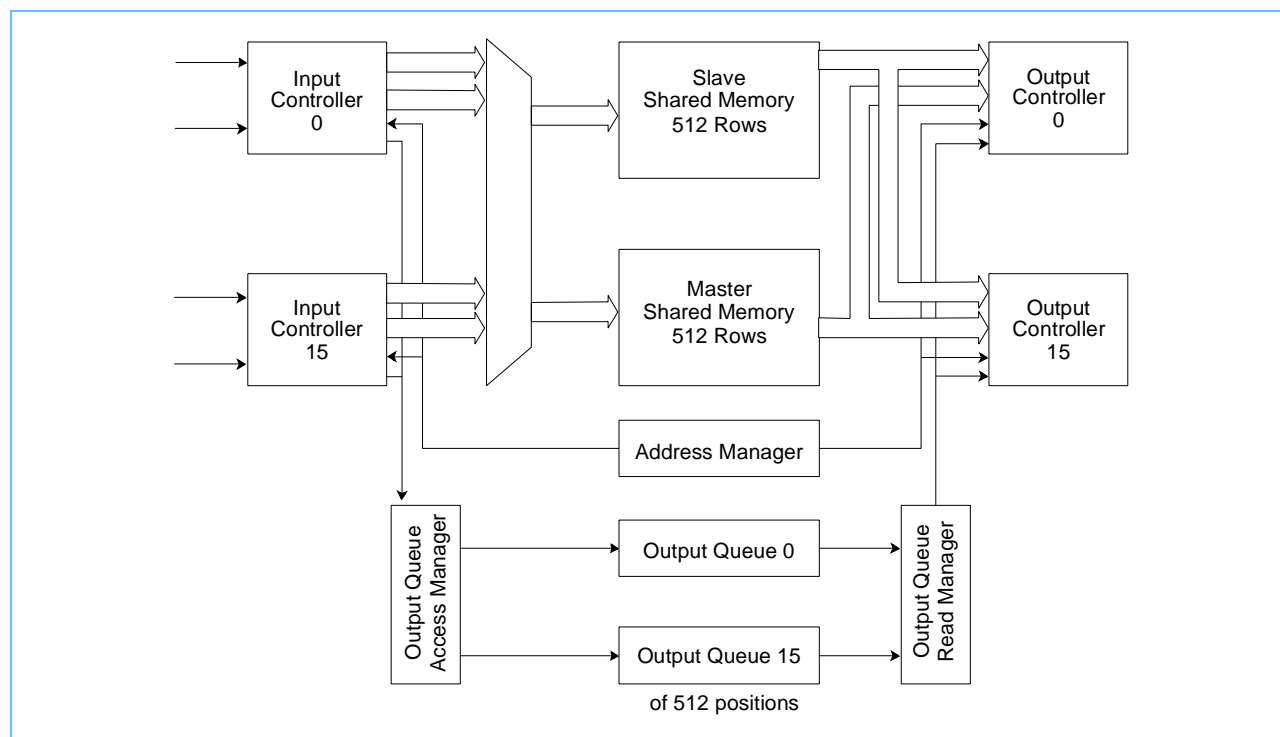 Input
Controller
0
Slave
Shared Memory
512 Rows
Output
Controller
0
Input
Controller
15
Master
Shared Memory
512 Rows
Output
Controller
15
Address Manager
Output Queue
Access Manager
Output Queue 0
Output Queue 15
of 512 positions
Output Queue
Read Manager